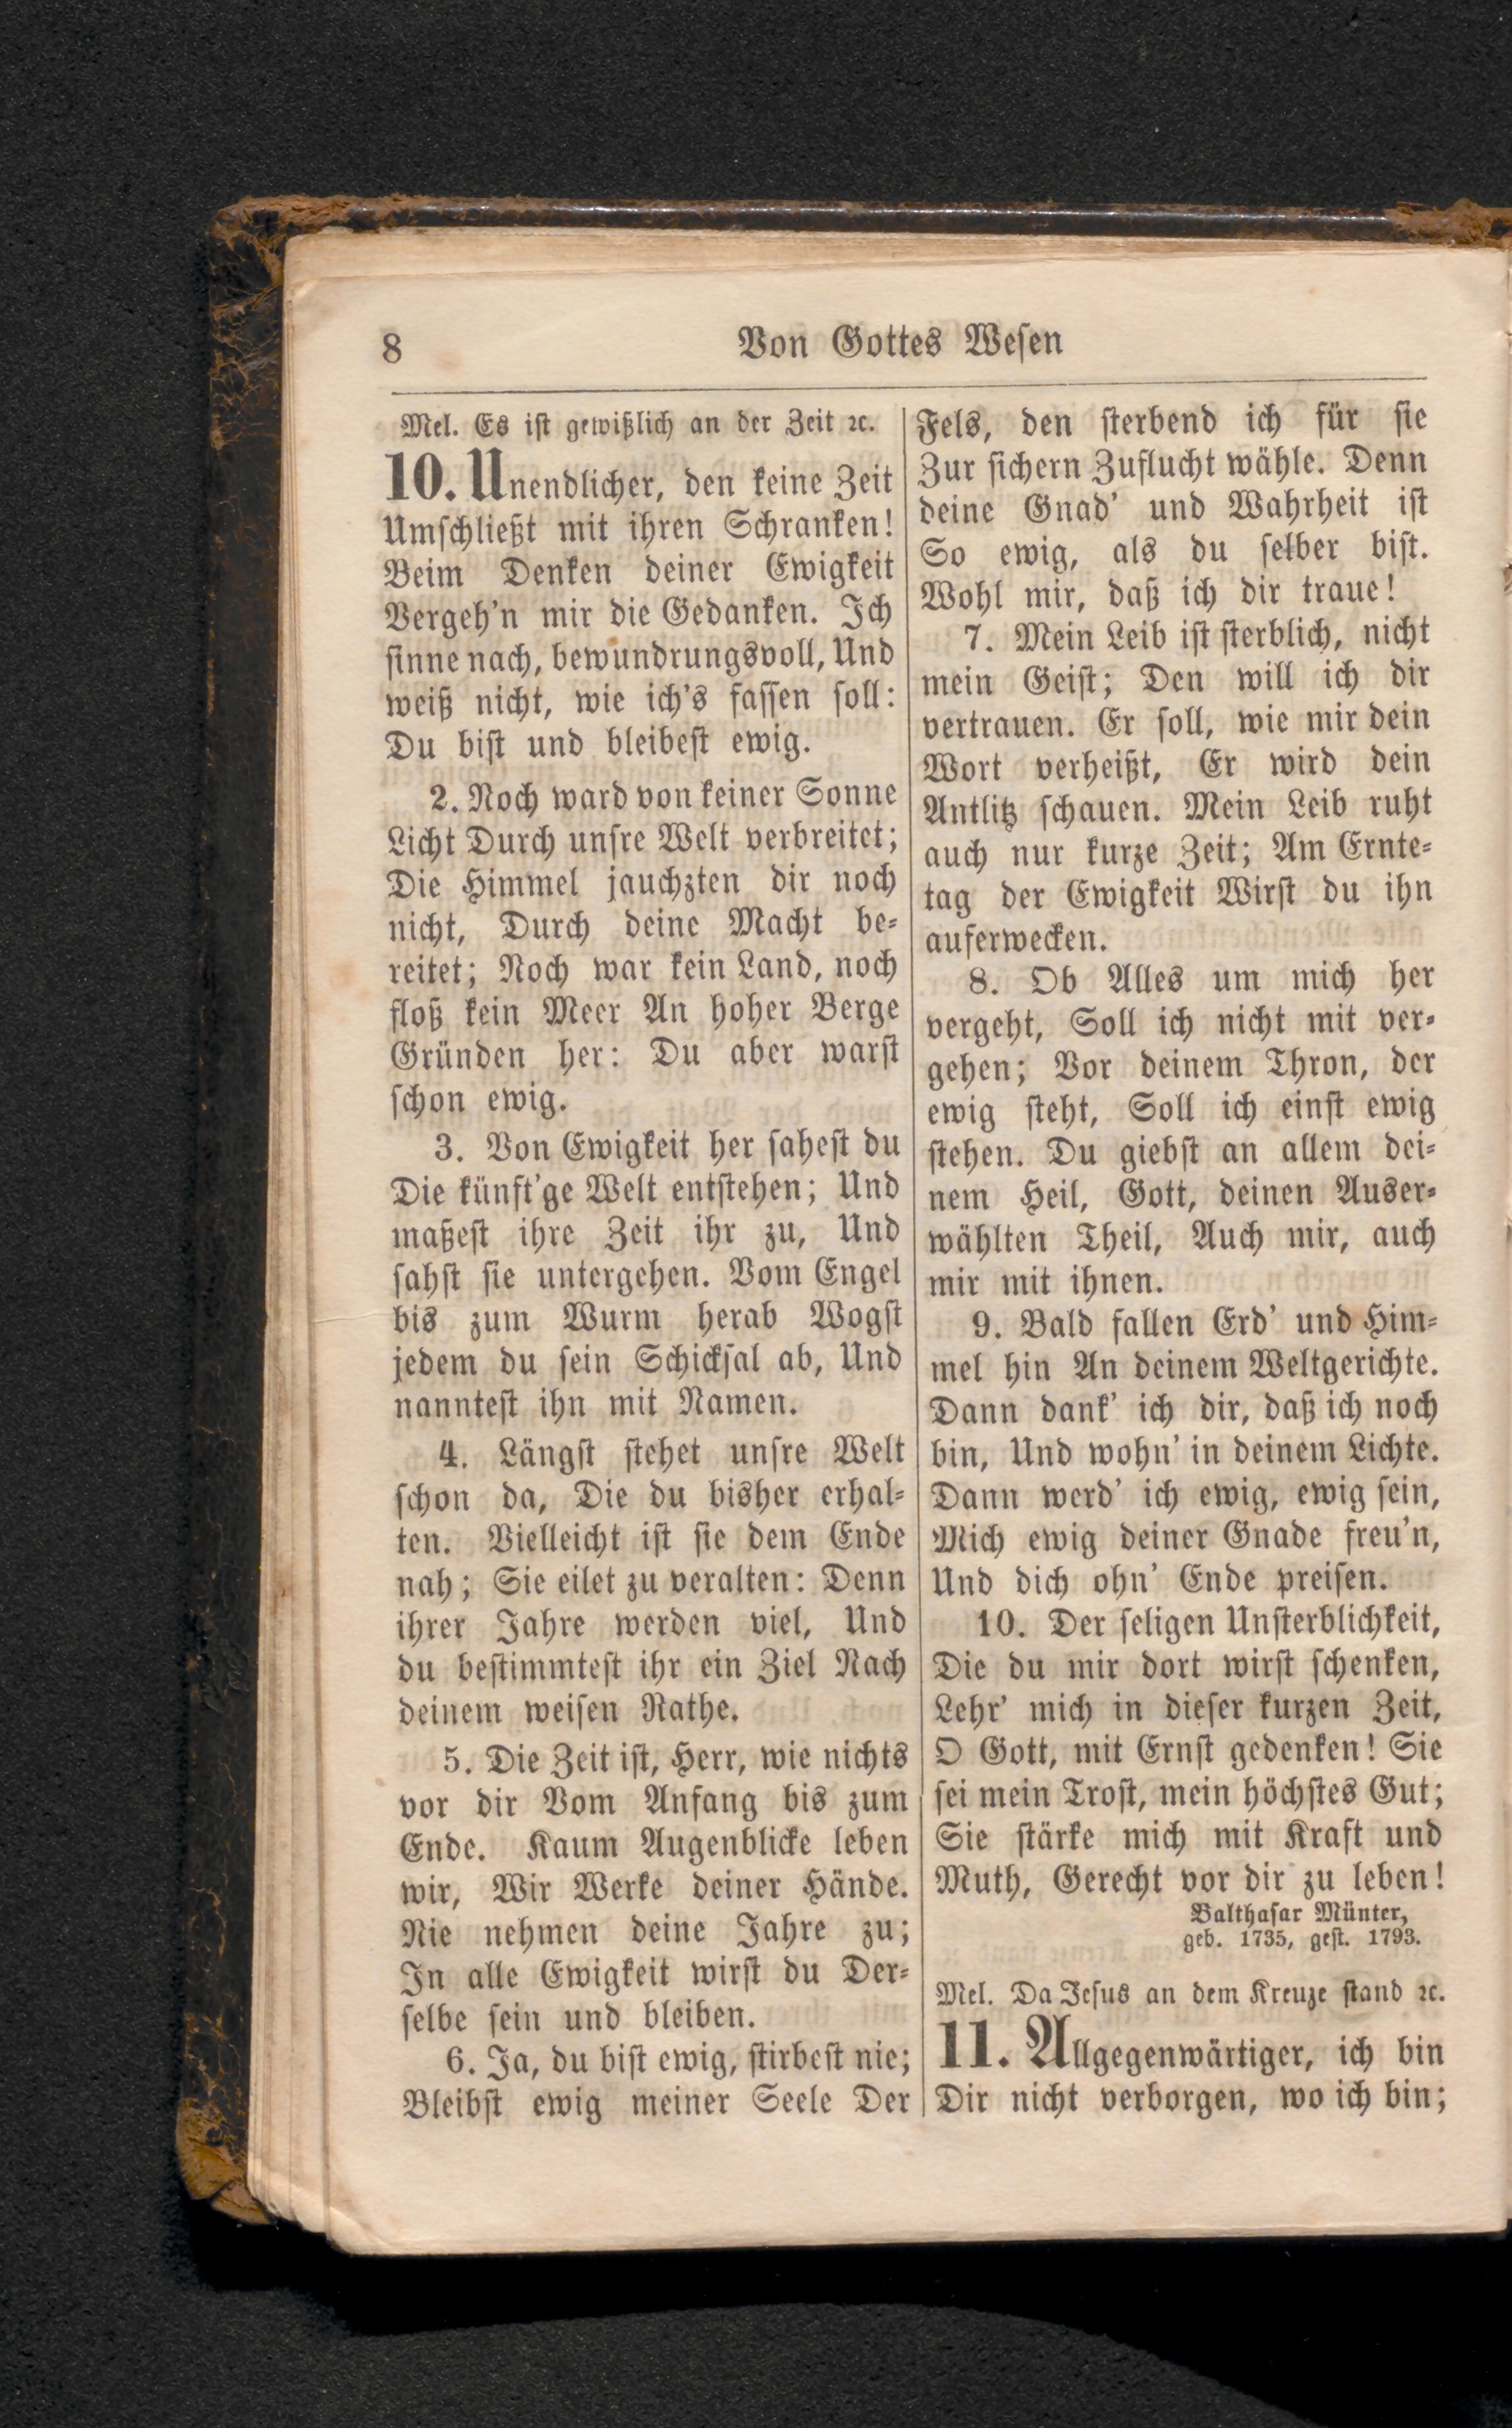 8
Von Gottes Wesen
Mel. Es ist gewißlich an der Zeit ꝛc.
10. Unendlicher, den keine Zeit
Umschließt mit ihren Schranken!
Beim Denken deiner Ewigkeit
Vergeh'n mir die Gedanken. Ich
sinne nach, bewundrungsvoll, Und
weiß nicht, wie ich's fassen soll:
Du bist und bleibest ewig.
2. Noch ward von keiner Sonne
Licht Durch unsre Welt verbreitet;
Die Himmel jauchzten dir noch
nicht, Durch deine Macht be-
reitet; Noch war kein Land, noch
floß kein Meer An hoher Berge
Gründen her: Du aber warst
schon ewig.
3. Von Ewigkeit her sahest du
Die künft'ge Welt entstehen; Und
maßest ihre Zeit ihr zu, Und
sahst sie untergehen. Vom Engel
bis zum Wurm herab Wogst
jedem du sein Schicksal ab, Und
nanntest ihn mit Namen.
4. Längst stehet unsre Welt
schon da, Die du bisher erhal-
ten. Vielleicht ist sie dem Ende
nah; Sie eilet zu veralten: Denn
ihrer Jahre werden viel, Und
du bestimmtest ihr ein Ziel Nach
deinem weisen Rathe.
5. Die Zeit ist, Herr, wie nichts
vor dir Vom Anfang bis zum
Ende. Kaum Augenblicke leben
wir, Wir Werke deiner Hände.
Nie nehmen deine Jahre zu;
In alle Ewigkeit wirst du Der-
selbe sein und bleiben.
6. Ja, du bist ewig, stirbest nie;
Bleibst ewig meiner Seele Der
Fels, den sterbend ich für sie
Zur sichern Zuflucht wähle. Denn
deine Gnad' und Wahrheit ist
So ewig, als du selber bist.
Wohl mir, daß ich dir traue!
7. Mein Leib ist sterblich, nicht
mein Geist; Den will ich dir
vertrauen. Er soll, wie mir dein
Wort verheißt, Er wird dein
Antlitz schauen. Mein Leib ruht
auch nur kurze Zeit; Am Ernte-
tag der Ewigkeit Wirst du ihn
auferwecken.
8. Ob Alles um mich her
vergeht, Soll ich nicht mit ver-
gehen; Vor deinem Thron, der
ewig steht, Soll ich einst ewig
stehen. Du giebst an allem dei-
nem Heil, Gott, deinen Auser-
wählten Theil, Auch mir, auch
mir mit ihnen.
9. Bald fallen Erd' und Him-
mel hin An deinem Weltgerichte.
Dann dank' ich dir, daß ich noch
bin, Und wohn' in deinem Lichte.
Dann werd' ich ewig, ewig sein,
Mich ewig deiner Gnade freu'n,
Und dich ohn' Ende preisen.
10. Der seligen Unsterblichkeit,
Die du mir dort wirst schenken,
Lehr' mich in dieser kurzen Zeit,
O Gott, mit Ernst gedenken! Sie
sei mein Trost, mein höchstes Gut;
Sie stärke mich mit Kraft und
Muth, Gerecht vor dir zu leben!
Balthasar Münter,
geb. 1735, gest. 1793.
Mel. Da Jesus an dem Kreuze stand ꝛc.
11. Allgegenwärtiger, ich bin
Dir nicht verborgen, wo ich bin;